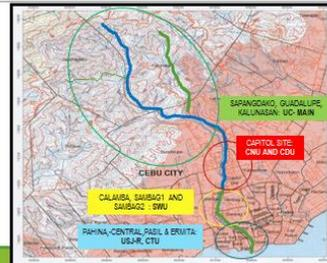 SAPANGDAKO, GUADALUPE,
KALUNASAN: UC- MAIN
CAPITOL SITE:
CNU AND CDU
CEBU CITY
CALAMBA, SAMBAG1 AND
SAMBAG2 : SWU
PAHINA,-CENTRAL,PASIL & ERMITA:
USJ-R, CTU